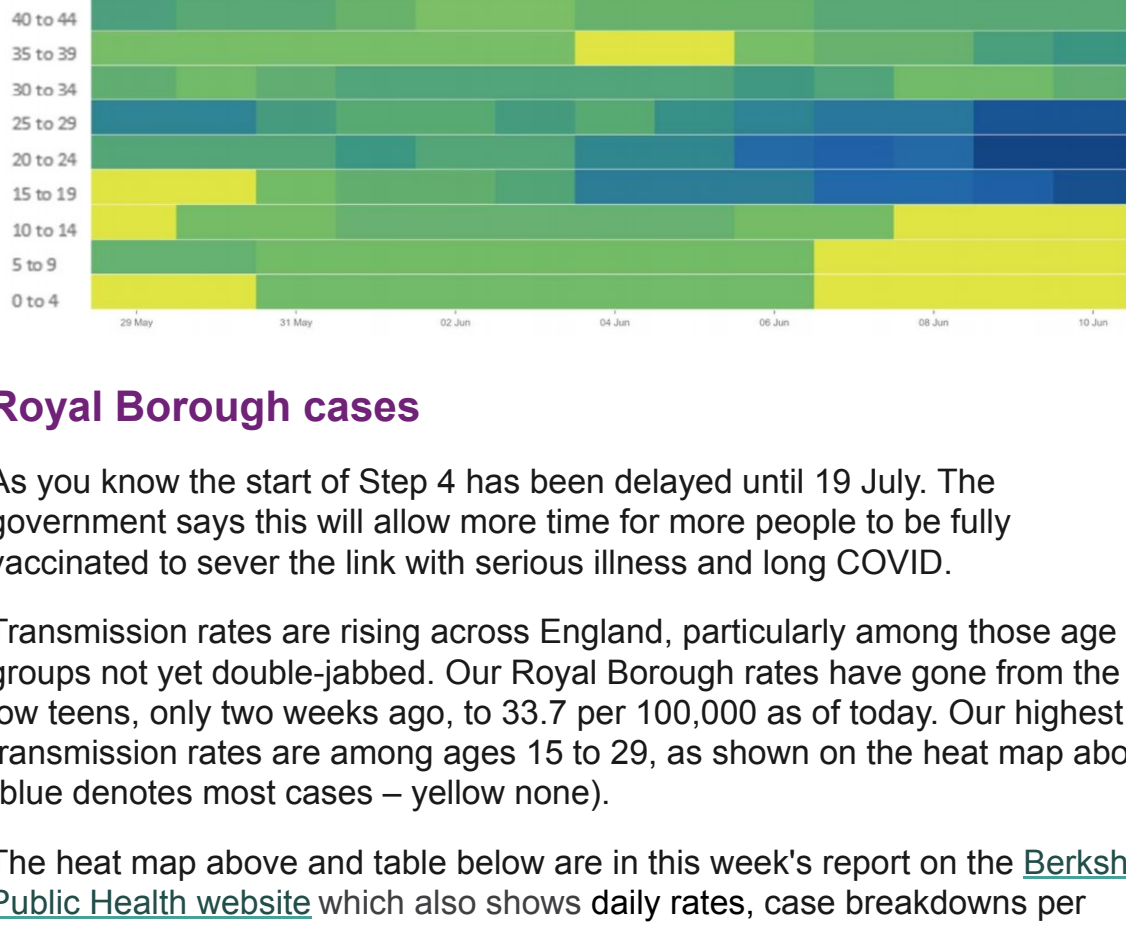 40 to 44
35 to 39
30 to 34
25 to 29
20 to 24
15 to 19
10 to 14
5 to 9
0 to 4
29 May 31 May 02 Jun 04 Jun 06 Jun 08 Jun 10 Jun
Royal Borough cases
As you know the start of Step 4 has been delayed until 19 July. The
government says this will allow more time for more people to be fully
vaccinated to sever the link with serious illness and long COVID.
Transmission rates are rising across England, particularly among those age
groups not yet double-jabbed. Our Royal Borough rates have gone from the
low teens, only two weeks ago, to 33.7 per 100,000 as of today. Our highest
transmission rates are among ages 15 to 29, as shown on the heat map abo
(blue denotes most cases – yellow none).
The heat map above and table below are in this week's report on the Berksh
Public Health website which also shows daily rates, case breakdowns per